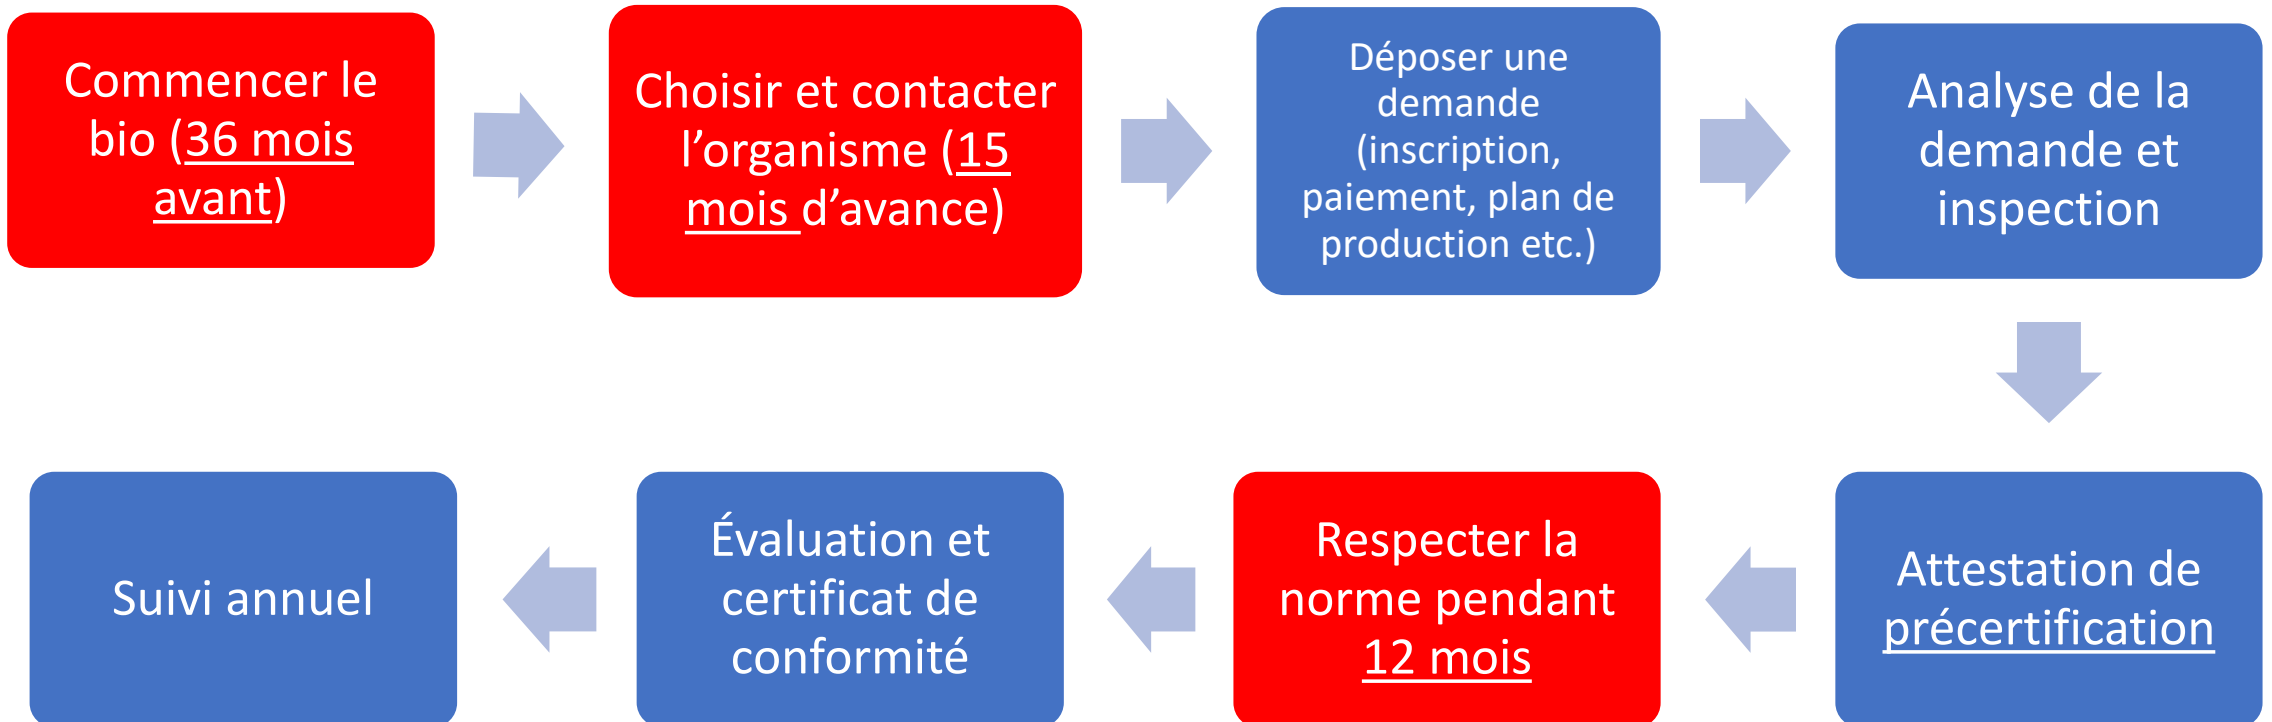 Commencer le
bio (36 mois
avant)
Choisir et contacter
l’organisme (15
mois d’avance)
Déposer une
demande
(inscription,
paiement, plan de
production etc.)
Analyse de la
demande et
inspection
Attestation de
précertification
Respecter la
norme pendant
12 mois
Évaluation et
certificat de
conformité
Suivi annuel